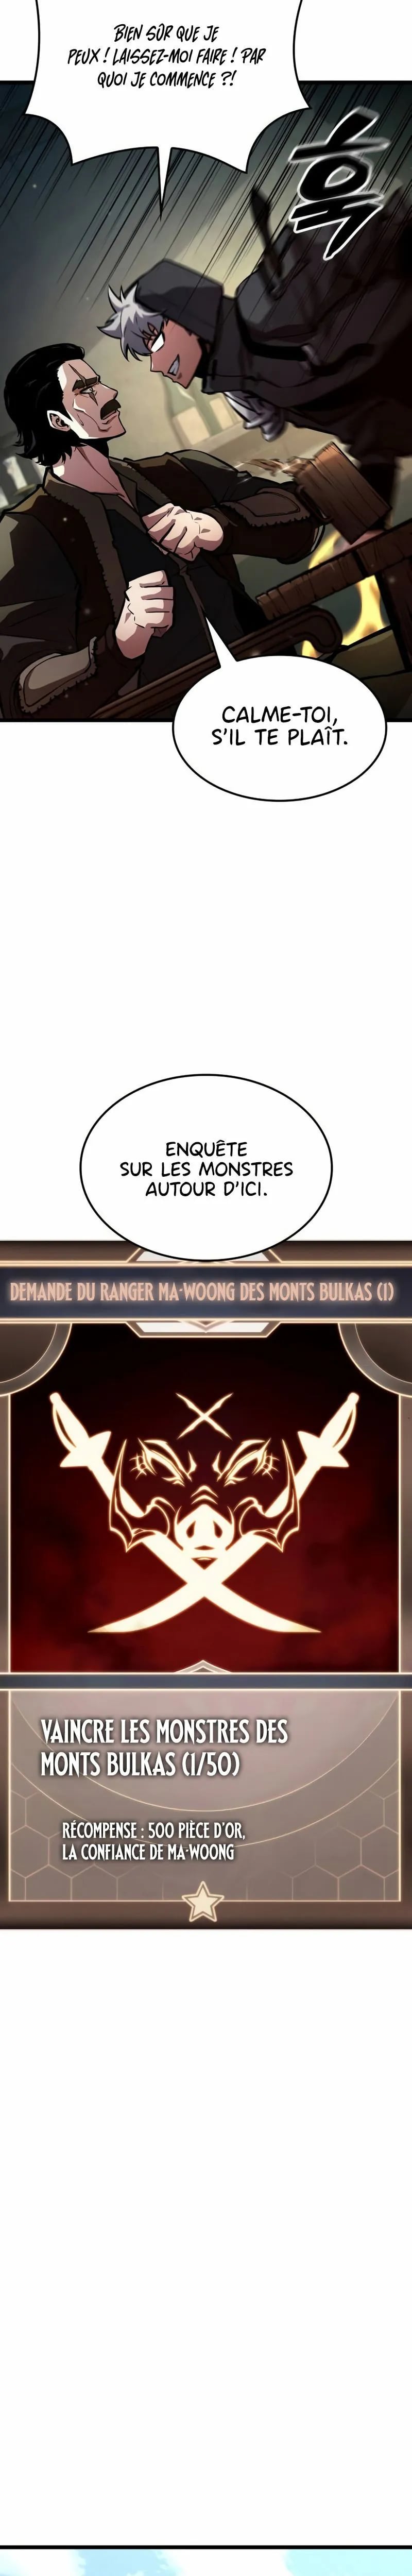 BIEN SÛR QUE JE
PEUX ! LAISSEZ-MOI FAIRE ! PAR
QUOI JE COMMENCE ?!
훅
CALME-TOI,
S'IL TE PLAÎT.
ENQUÊTE
SUR LES MONSTRES
AUTOUR D'ICI.
DEMANDE DU RANGER MA-WOONG DES MONTS BULKAS (1)
VAINCRE LES MONSTRES DES
MONTS BULKAS (1/50)
RÉCOMPENSE : 500 PIÈCE D'OR,
LA CONFIANCE DE MA-WOONG